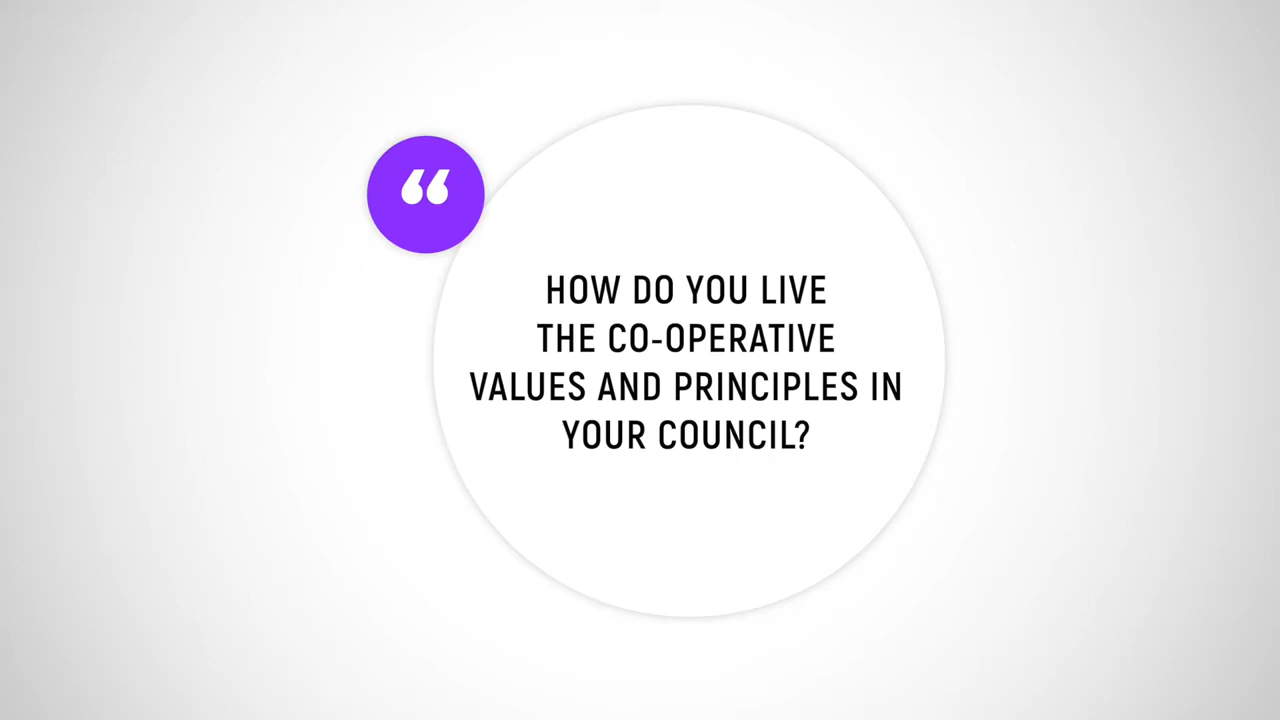 “
HOW DO YOU LIVE
THE CO-OPERATIVE
VALUES AND PRINCIPLES IN
YOUR COUNCIL?